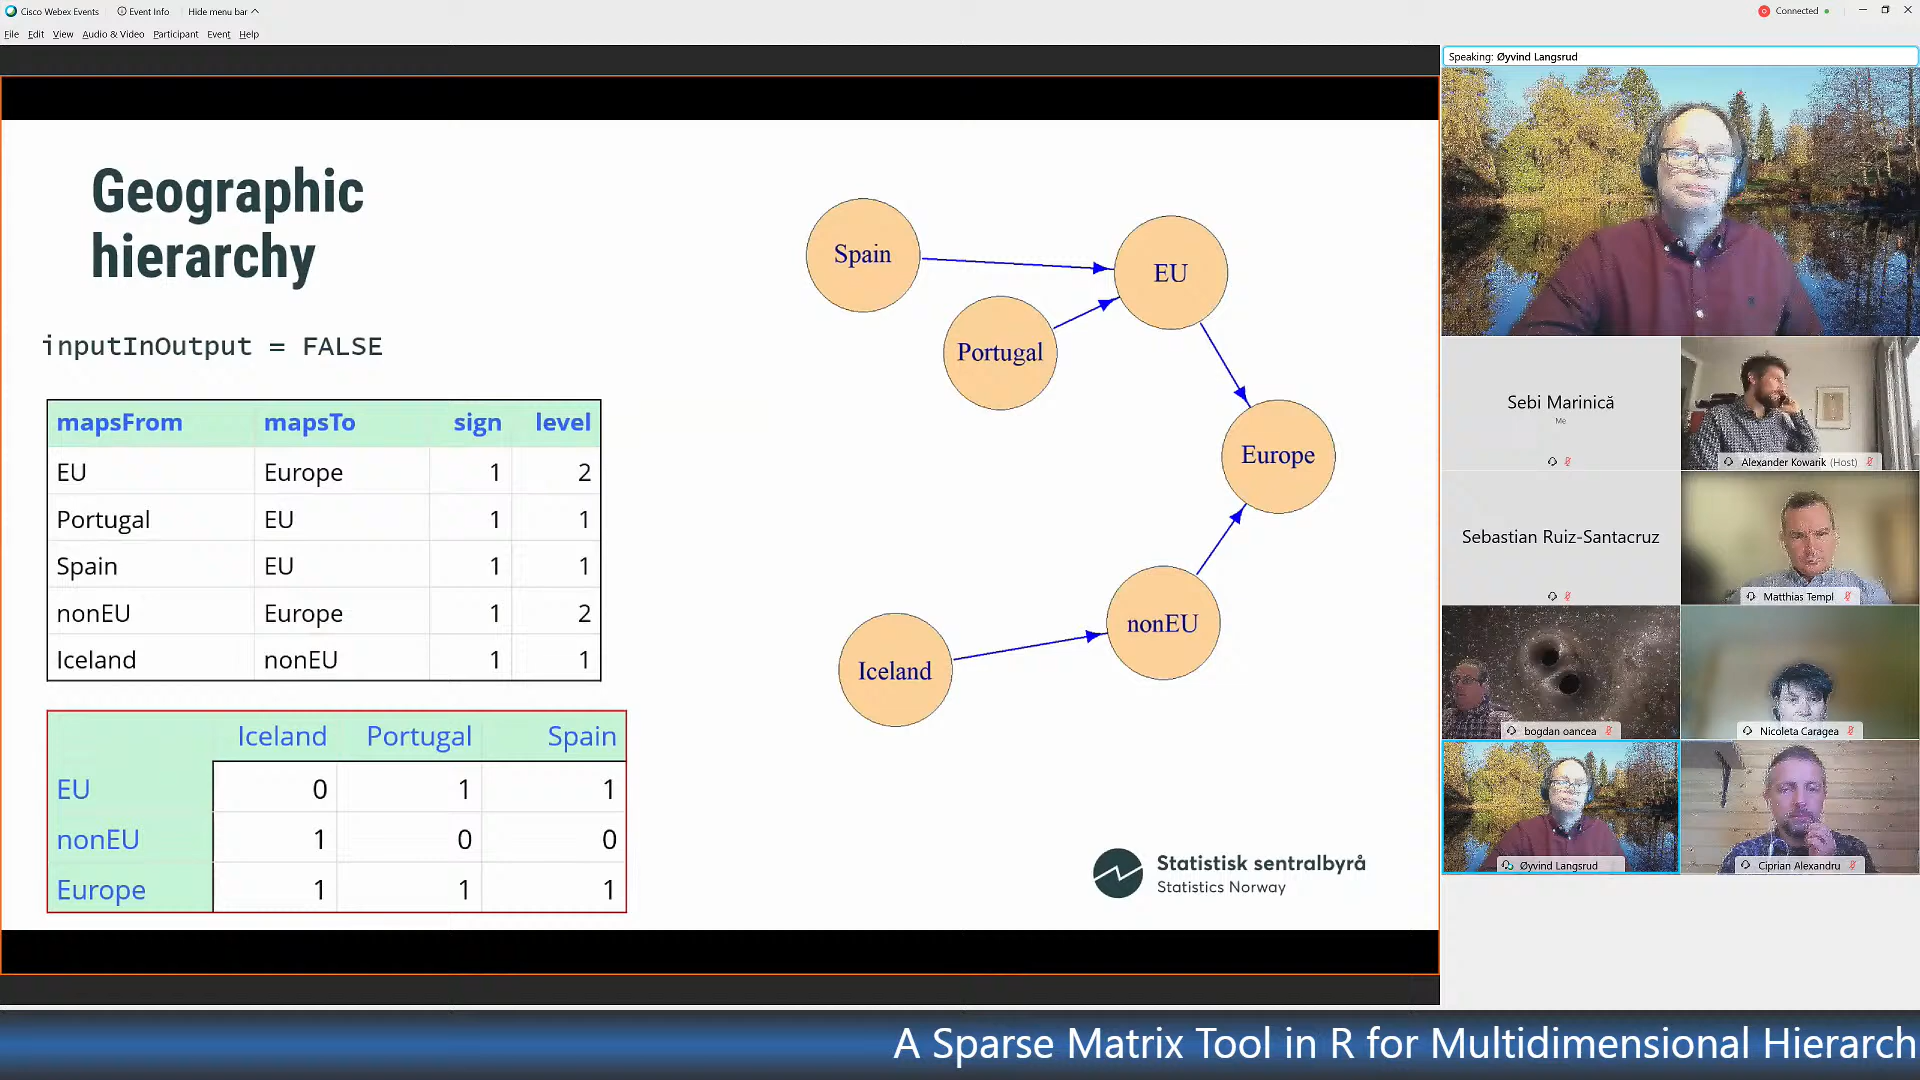 Cisco Webex Events
Event Info
Hide menu bar
Connected
File Edit View Audio & Video Participant Event Help
Speaking: Øyvind Langsrud
Geographic
hierarchy
inputInOutput = FALSE
mapsFrom mapsTo sign level
EU Europe 1 2
Portugal EU 1 1
Spain EU 1 1
nonEU Europe 1 2
Iceland nonEU 1 1
Iceland Portugal Spain
EU 0 1 1
nonEU 1 0 0
Europe 1 1 1
Spain
EU
Portugal
Europe
nonEU
Iceland
Statistisk sentralbyrå
Statistics Norway
Sebi Marinică
Me
Alexander Kowarik (Host)
Sebastian Ruiz-Santacruz
Matthias Templ
bogdan oancea
Nicoleta Caragea
Øyvind Langsrud
Ciprian Alexandru
A Sparse Matrix Tool in R for Multidimensional Hierarch